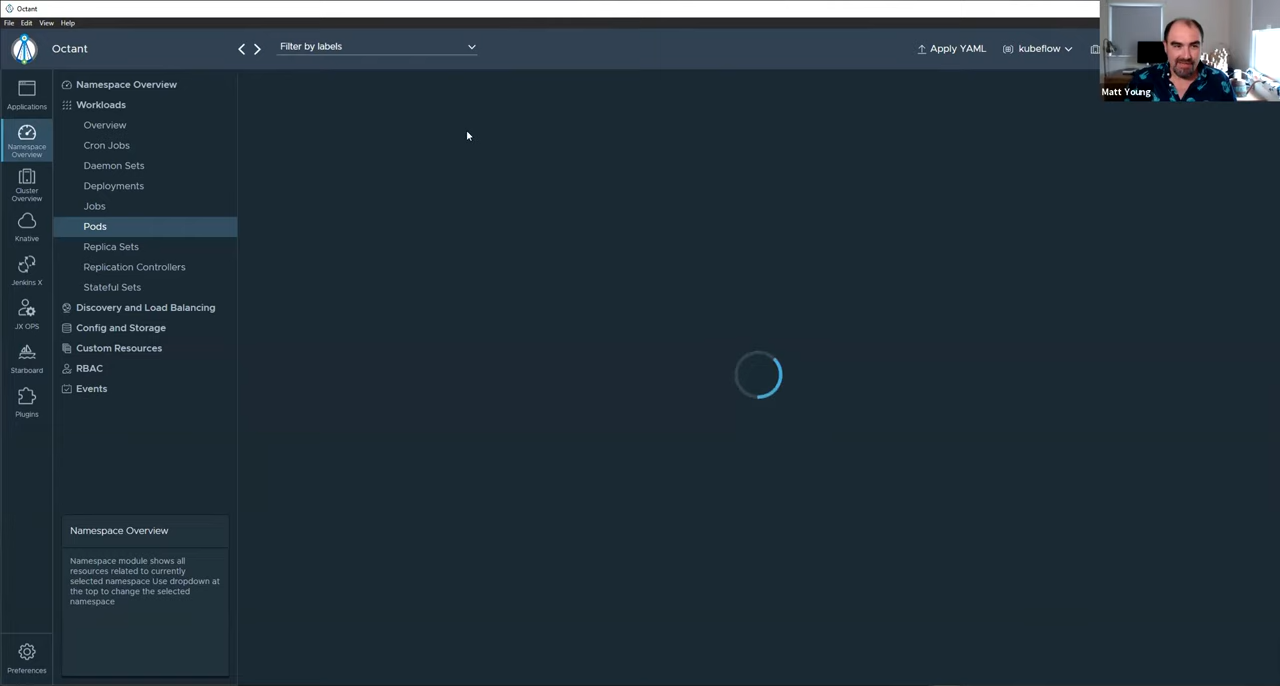 Octant
File Edit View Help
Octant
Filter by labels
Apply YAML
kubeflow
Matt Young
Applications
Namespace
Overview
Cluster
Overview
Knative
Jenkins X
JX OPS
Starboard
Plugins
Preferences
Namespace Overview
Workloads
Overview
Cron Jobs
Daemon Sets
Deployments
Jobs
Pods
Replica Sets
Replication Controllers
Stateful Sets
Discovery and Load Balancing
Config and Storage
Custom Resources
RBAC
Events
Namespace Overview
Namespace module shows all
resources related to currently
selected namespace Use dropdown at
the top to change the selected
namespace